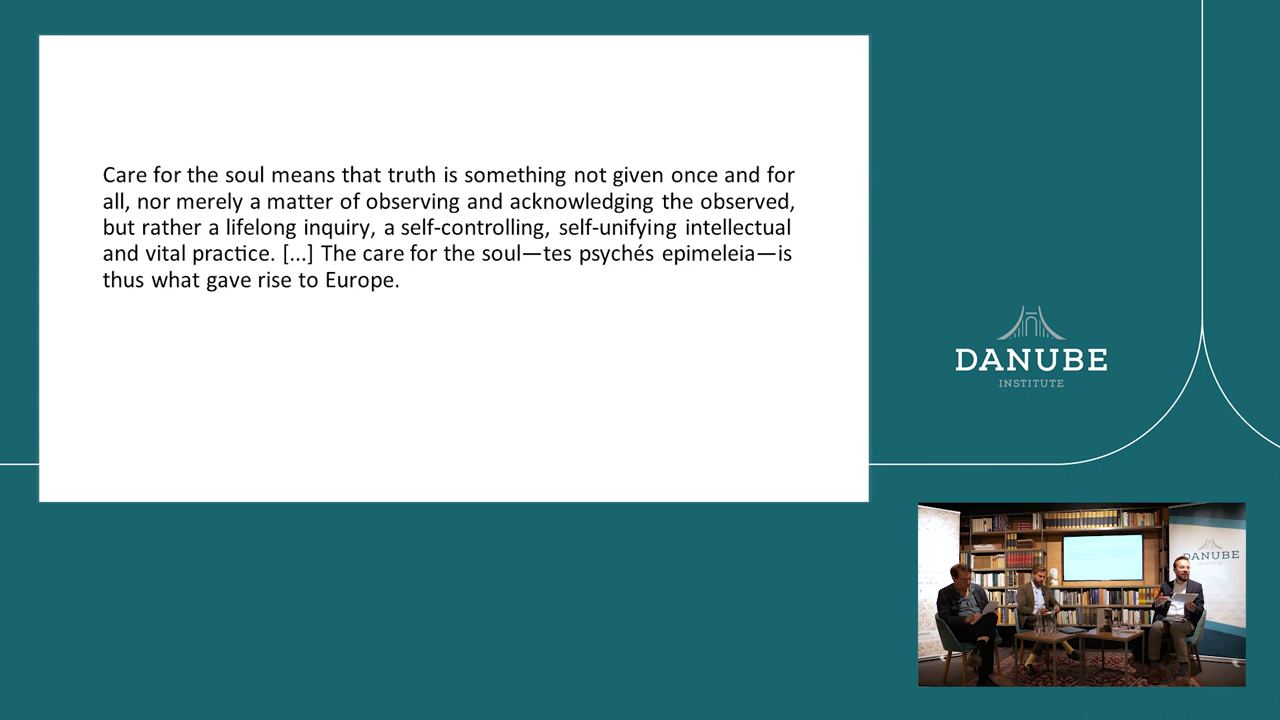 Care for the soul means that truth is something not given once and for
all, nor merely a matter of observing and acknowledging the observed,
but rather a lifelong inquiry, a self-controlling, self-unifying intellectual
and vital practice. [...] The care for the soul—tes psychés epimeleia—is
thus what gave rise to Europe.
DANUBE
INSTITUTE
DANUBE
INSTITUTE